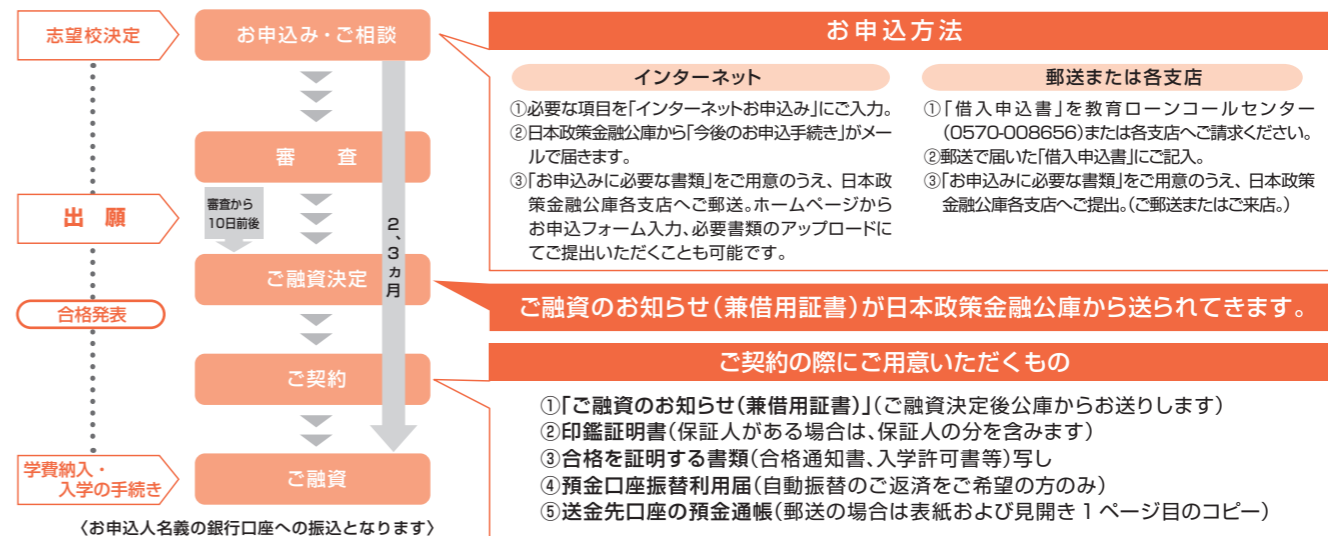 志望校決定
出　願
合格発表
学費納入・
入学の手続き
お申込み・ご相談
審　査
審査から
10日前後
2、3ヵ月
ご融資決定
ご契約
ご融資
〈お申込人名義の銀行口座への振込となります〉
お申込方法
インターネット
①必要な項目を「インターネットお申込み」にご入力。
②日本政策金融公庫から「今後のお申込手続き」がメー
ルで届きます。
③「お申込みに必要な書類」をご用意のうえ、日本政
策金融公庫各支店へご郵送。ホームページから
お申込フォーム入力、必要書類のアップロードに
てご提出いただくことも可能です。
郵送または各支店
①「借入申込書」を教育ローンコールセンター
（0570-008656）または各支店へご請求ください。
②郵送で届いた「借入申込書」にご記入。
③「お申込みに必要な書類」をご用意のうえ、日本政策
金融公庫各支店へご提出。（ご郵送またはご来店。）
ご融資のお知らせ（兼借用証書）が日本政策金融公庫から送られてきます。
ご契約の際にご用意いただくもの
①「ご融資のお知らせ（兼借用証書）」（ご融資決定後公庫からお送りします）
②印鑑証明書（保証人がある場合は、保証人の分を含みます）
③合格を証明する書類（合格通知書、入学許可書等）写し
④預金口座振替利用届（自動振替のご返済をご希望の方のみ）
⑤送金先口座の預金通帳（郵送の場合は表紙および見開き1ページ目のコピー）